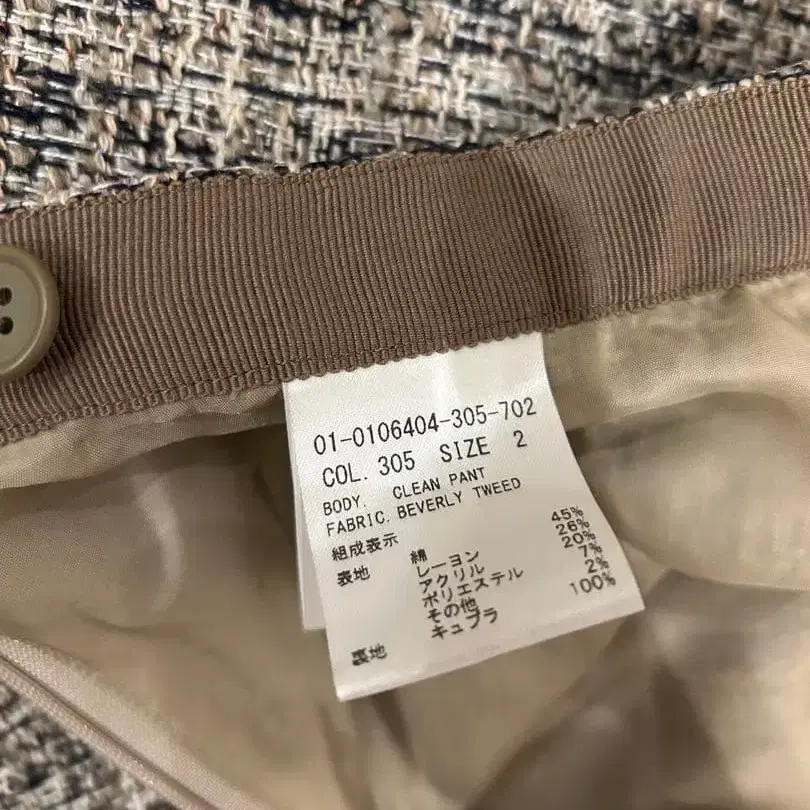 01-0106404-305-702
COL. 305 SIZE 2
BODY. CLEAN PANT
FABRIC. BEVERLY TWEED
組成表示
表地 綿 45%
レーヨン 26%
アクリル 20%
ポリエステル 7%
その他 2%
裏地 キュプラ 100%